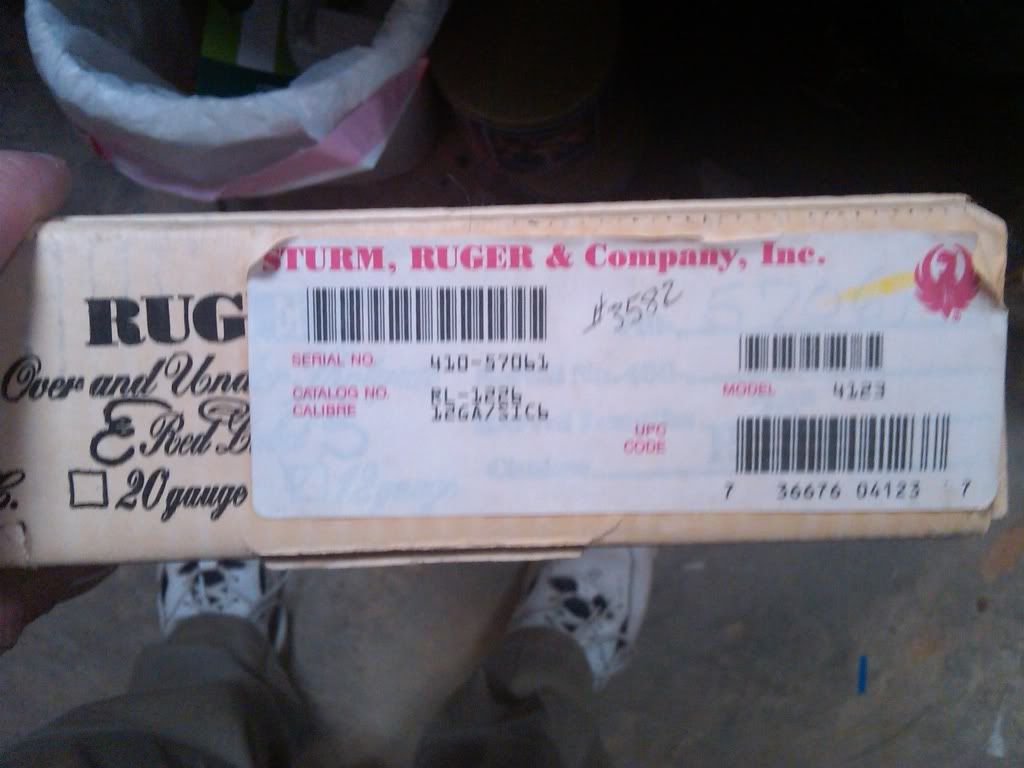 STURM, RUGER & Company, Inc.
#3582
SERIAL NO. 410-57061
CATALOG NO. RL-1226
CALIBRE 12GA/SIC6
MODEL 4123
UPC
CODE
7 36676 04123 7
RUG
Over and Und
E Red L
20 gauge